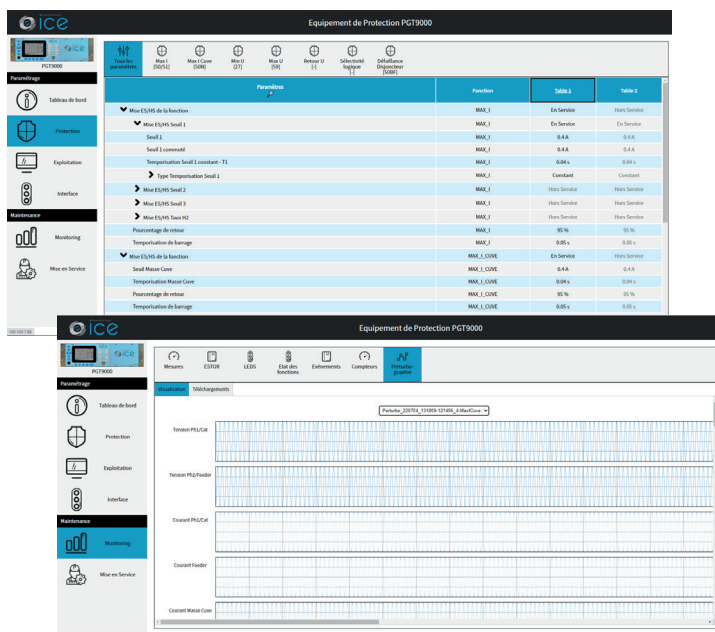 ice
Equipement de Protection PGT9000
PGT9000
Tous les paramètres
Max I [50/51]
Max I Cuve [50N]
Min U [27]
Max U [59]
Retour U [-]
Sélectivité logique [-]
Défaillance Disjoncteur [50BF]
Paramétrage
Tableau de bord
Protection
Exploitation
Interface
Maintenance
Monitoring
Mise en Service
Paramètres Fonction Table 1 Table 2
Mise ES/HS de la fonction MAX_I En Service Hors Service
Mise ES/HS Seuil 1 MAX_I En Service En Service
Seuil 1 MAX_I 0.4 A 0.4 A
Seuil 1 commuté MAX_I 0.4 A 0.4 A
Temporisation Seuil 1 constant - T1 MAX_I 0.04 s 0.04 s
Type Temporisation Seuil 1 MAX_I Constant Constant
Mise ES/HS Seuil 2 MAX_I Hors Service Hors Service
Mise ES/HS Seuil 3 MAX_I Hors Service Hors Service
Mise ES/HS Taux H2 MAX_I Hors Service Hors Service
Pourcentage de retour MAX_I 95 % 95 %
Temporisation de barrage MAX_I 0.05 s 0.05 s
Mise ES/HS de la fonction MAX_I_CUVE En Service Hors Service
Seuil Masse Cuve MAX_I_CUVE 0.4 A 0.4 A
Temporisation Masse Cuve MAX_I_CUVE 0.04 s 0.04 s
Pourcentage de retour MAX_I_CUVE 95 % 95 %
Temporisation de barrage MAX_I_CUVE 0.05 s 0.05 s
ice
Equipement de Protection PGT9000
PGT9000
Mesures
ESTOR
LEDS
Etat des fonctions
Evénements
Compteurs
Perturbo-graphie
Paramétrage
Tableau de bord
Protection
Exploitation
Interface
Maintenance
Monitoring
Mise en Service
Visualisation Téléchargements
Tension Ph1/Cat
Tension Ph2/Feeder
Courant Ph1/Cat
Courant Feeder
Courant Masse Cuve